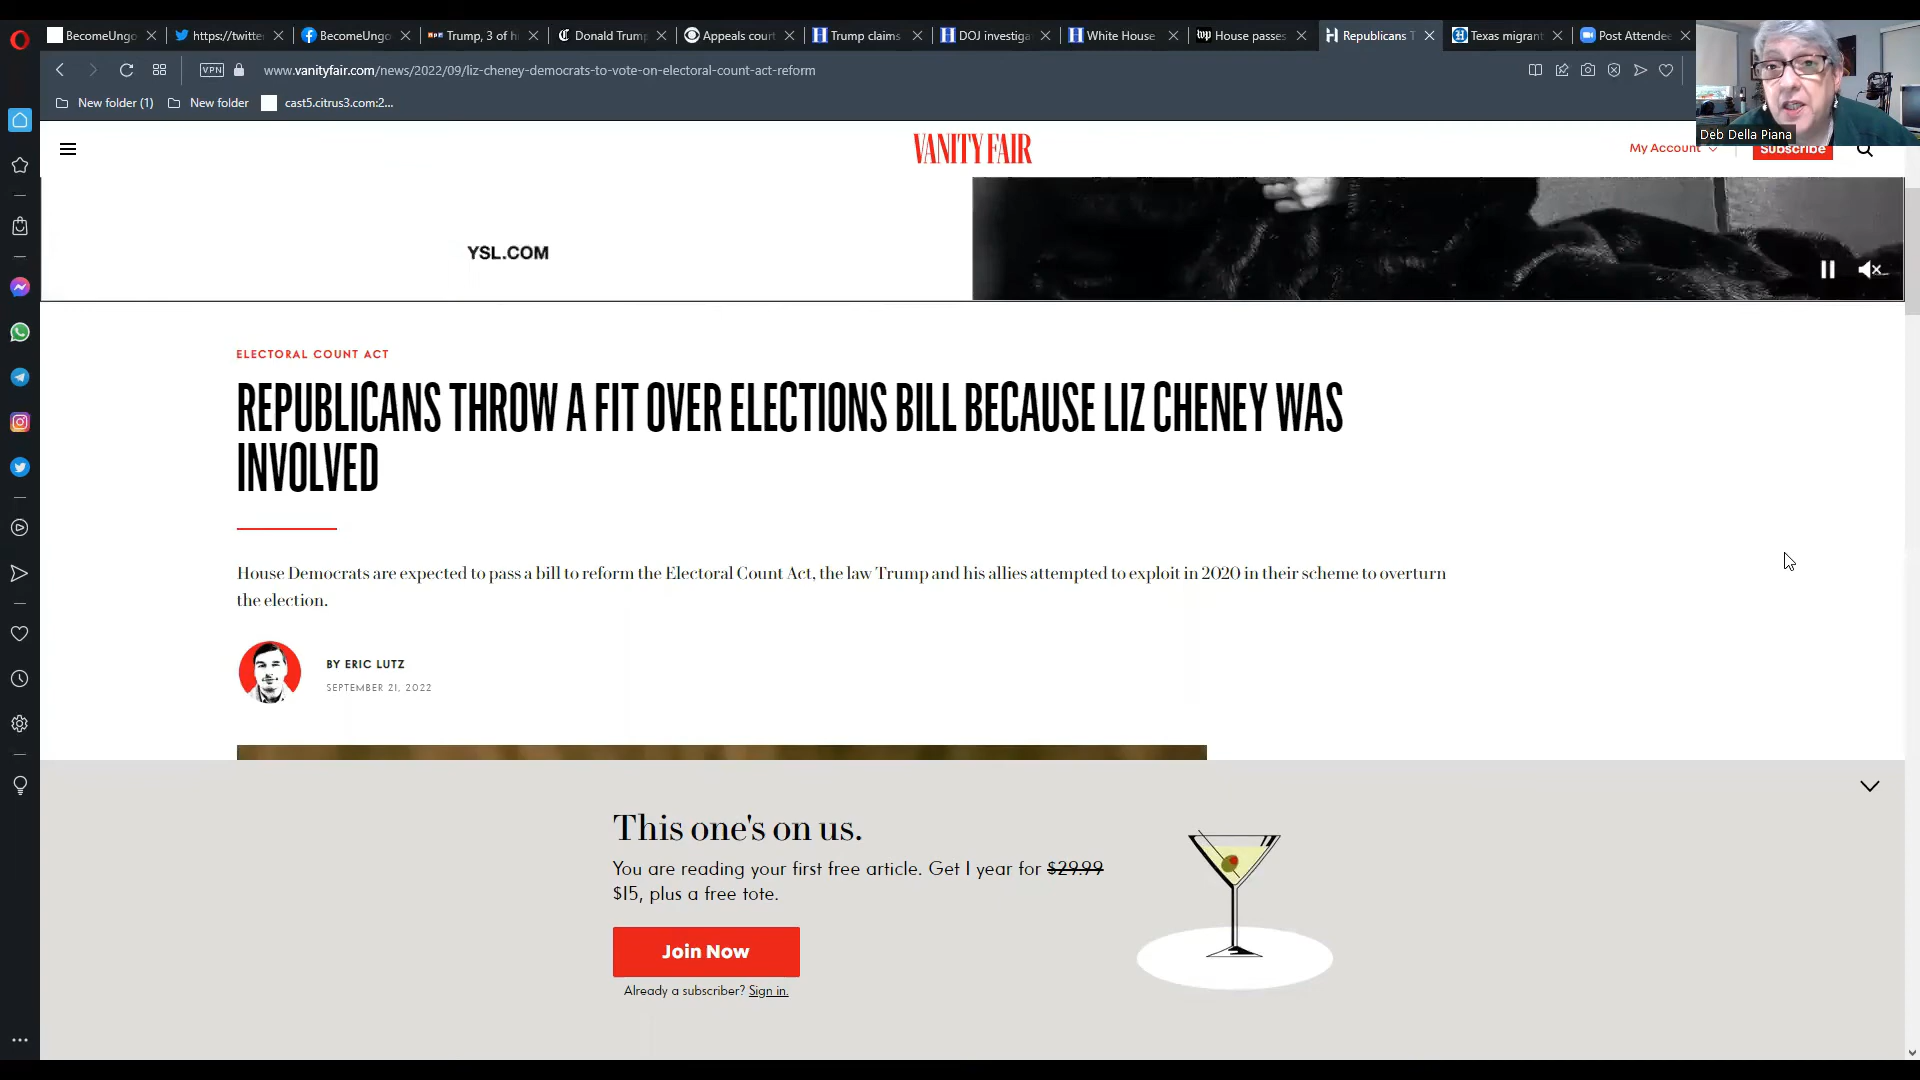 BecomeUngo
https://twitte
BecomeUngo
Trump, 3 of h
Donald Trump
Appeals court
Trump claims
DOJ investiga
White House
House passes
Republicans T
Texas migrant
Post Attendee
VPN
www.vanityfair.com/news/2022/09/liz-cheney-democrats-to-vote-on-electoral-count-act-reform
New folder (1)
New folder
cast5.citrus3.com:2...
Deb Della Piana
VANITY FAIR
My Account
Subscribe
YSL.COM
ELECTORAL COUNT ACT
REPUBLICANS THROW A FIT OVER ELECTIONS BILL BECAUSE LIZ CHENEY WAS
INVOLVED
House Democrats are expected to pass a bill to reform the Electoral Count Act, the law Trump and his allies attempted to exploit in 2020 in their scheme to overturn
the election.
BY ERIC LUTZ
SEPTEMBER 21, 2022
This one's on us.
You are reading your first free article. Get 1 year for $29.99
$15, plus a free tote.
Join Now
Already a subscriber? Sign in.